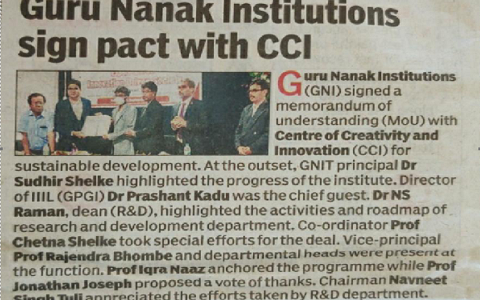 Guru Nanak Institutions
sign pact with CCI
Guru Nanak Institutions
(GNI) signed a
memorandum of
understanding (MoU) with
Centre of Creativity and
Innovation (CCI) for
sustainable development. At the outset, GNIT principal Dr
Sudhir Shelke highlighted the progress of the institute. Director
of IIIL (GPGI) Dr Prashant Kadu was the chief guest. Dr NS
Raman, dean (R&D), highlighted the activities and roadmap of
research and development department. Co-ordinator Prof
Chetna Shelke took special efforts for the deal. Vice-principal
Prof Rajendra Bhombe and departmental heads were present at
the function. Prof Iqra Naaz anchored the programme while Prof
Jonathan Joseph proposed a vote of thanks. Chairman Navneet
Singh Tuli appreciated the efforts taken by R&D department.